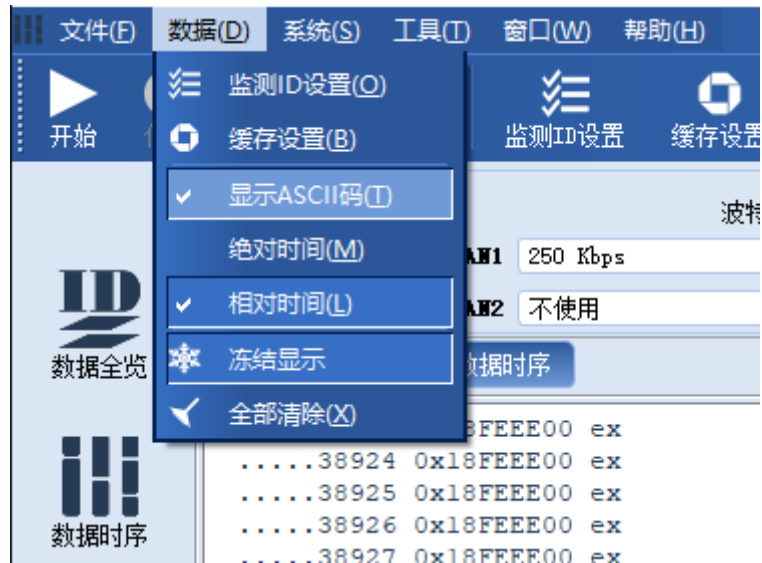 文件(F) 数据(D) 系统(S) 工具(T) 窗口(W) 帮助(H)
开始
监测ID设置(O)
缓存设置(B)
显示ASCII码(T)
绝对时间(M)
相对时间(L)
冻结显示
全部清除(X)
监测ID设置 缓存设置
250 Kbps
不使用
数据全览
数据时序
数据时序
8FEEE00 ex
.....38924 0x18FEEE00 ex
.....38925 0x18FEEE00 ex
.....38926 0x18FEEE00 ex
.....38927 0x18FEEE00 ex